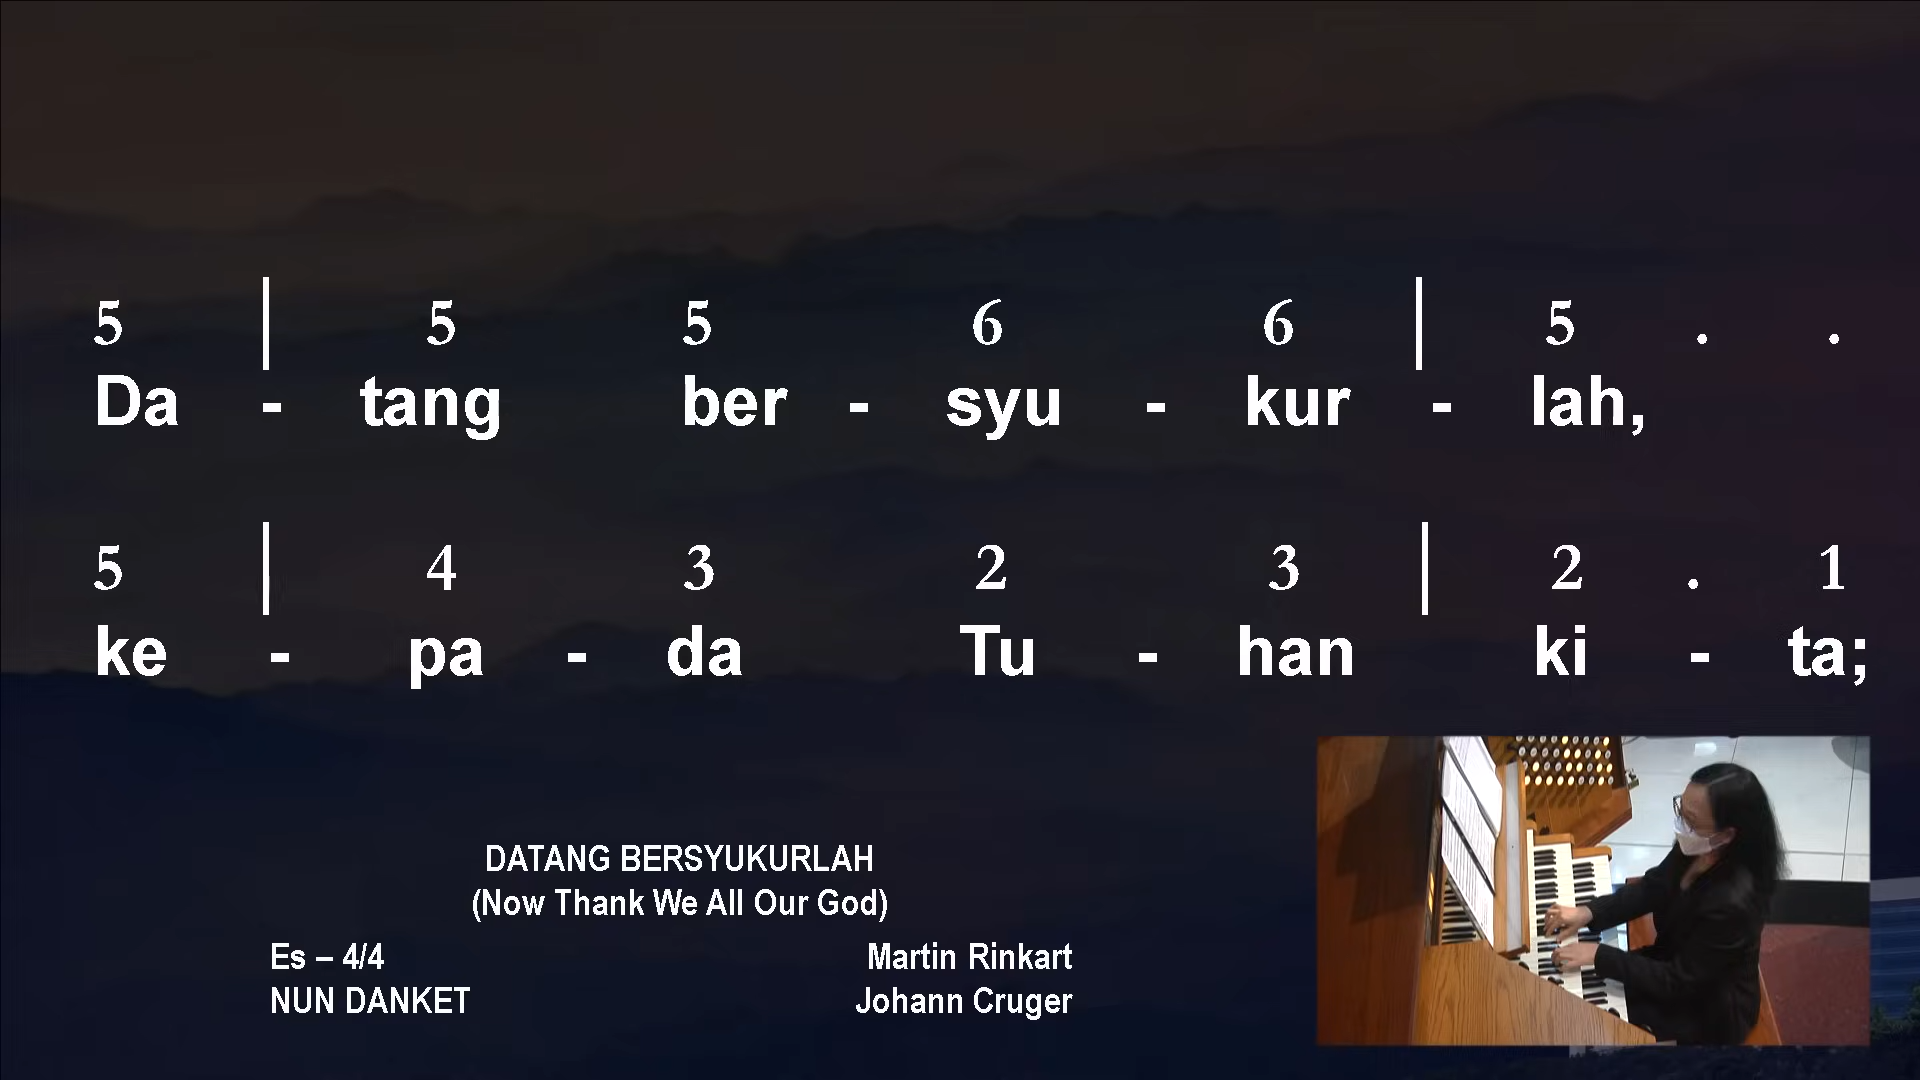 5 | 5 5 6 6 | 5 . .
Da - tang ber - syu - kur - lah,
5 | 4 3 2 3 | 2 . 1
ke - pa - da Tu - han ki - ta;
DATANG BERSYUKURLAH
(Now Thank We All Our God)
Es – 4/4 Martin Rinkart
NUN DANKET Johann Cruger